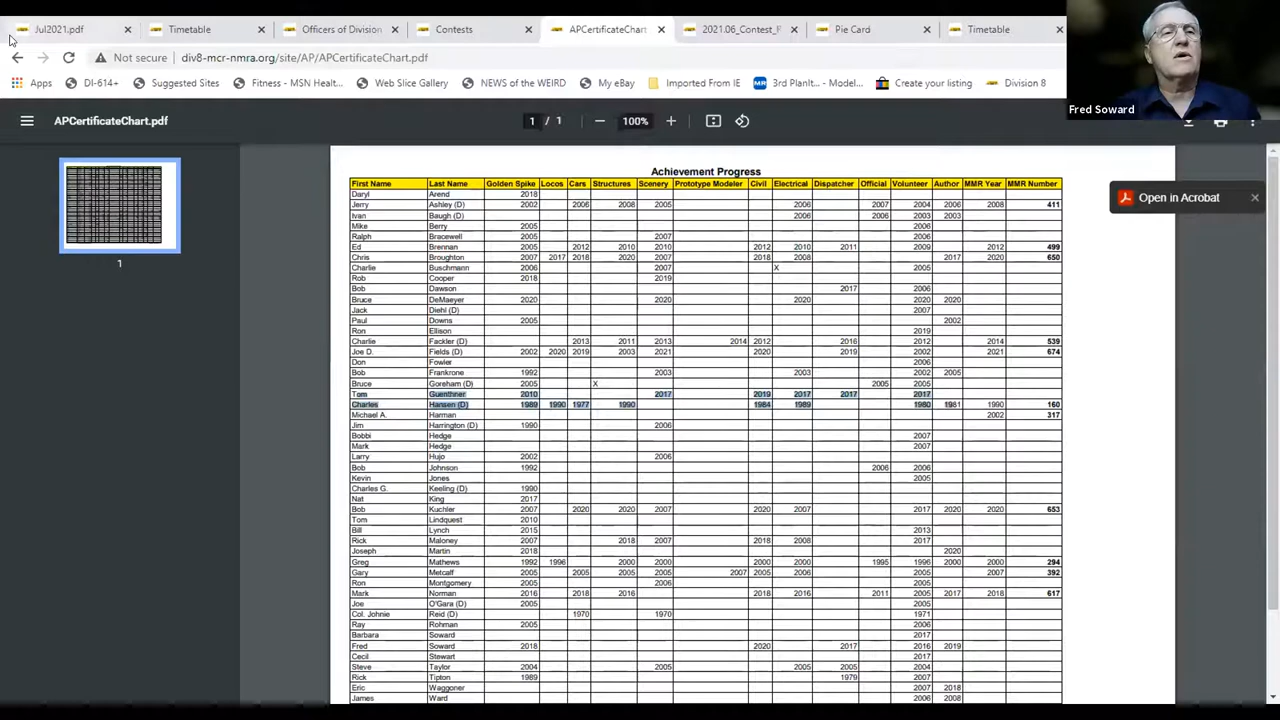 Jul2021.pdf Timetable Officers of Division Contests APCertificateChart 2021.06_Contest_ Pie Card Timetable
Not secure div8-mcr-nmra.org/site/AP/APCertificateChart.pdf
Apps DI-614+ Suggested Sites Fitness - MSN Health... Web Slice Gallery NEWS of the WEIRD My eBay Imported From IE MR 3rd PlanIt - Model... Create your listing Division 8
Fred Soward
APCertificateChart.pdf 1 / 1 100%
Open in Acrobat
1
Achievement Progress
First Name Last Name Golden Spike Locos Cars Structures Scenery Prototype Modeler Civil Electrical Dispatcher Official Volunteer Author MMR Year MMR Number
Daryl Arend 2018
Jerry Ashley (D) 2002 2006 2008 2005 2006 2007 2004 2006 2008 411
Ivan Baugh (D) 2006 2006 2003 2003
Mike Berry 2005 2006
Ralph Bracewell 2005 2007 2006
Ed Brennan 2005 2012 2010 2010 2012 2010 2011 2009 2012 499
Chris Broughton 2007 2017 2018 2020 2007 2018 2008 2017 2020 650
Charlie Buschmann 2006 2007 X 2005
Rob Cooper 2018 2019
Bob Dawson 2017 2006
Bruce DeMaeyer 2020 2020 2020 2020 2020
Jack Diehl (D) 2007
Paul Downs 2005 2002
Ron Ellison 2019
Charlie Fackler (D) 2013 2011 2013 2014 2012 2016 2012 2014 539
Joe D. Fields (D) 2002 2020 2019 2003 2021 2020 2019 2002 2021 674
Don Fowler 2006
Bob Frankrone 1992 2003 2003 2002 2005
Bruce Goreham (D) 2005 X 2005 2005
Tom Guenthner 2010 2017 2019 2017 2017 2017
Charles Hansen (D) 1989 1990 1977 1990 1984 1989 1980 1981 1990 160
Michael A. Harman 2002 317
Jim Harrington (D) 1990 2006
Bobbi Hedge 2007
Mark Hedge 2007
Larry Hujo 2002 2006
Bob Johnson 1992 2006 2006
Kevin Jones 2005
Charles G. Keeling (D) 1990
Nat King 2017
Bob Kuchler 2007 2020 2020 2007 2020 2007 2017 2020 2020 653
Tom Lindquest 2010
Bill Lynch 2015 2013
Rick Maloney 2007 2018 2007 2018 2008 2017
Joseph Martin 2018 2020
Greg Mathews 1992 1996 2000 2000 2000 2000 1995 1996 2000 2000 294
Gary Metcalf 2005 2005 2005 2005 2007 2005 2006 2005 2007 392
Ron Montgomery 2005 2006 2005
Mark Norman 2016 2018 2016 2018 2016 2011 2005 2017 2018 617
Joe O'Gara (D) 2005 2005
Col. Johnie Reid (D) 1970 1970 1971
Ray Rohman 2005 2006
Barbara Soward 2017
Fred Soward 2018 2020 2017 2016 2019
Cecil Stewart 2017
Steve Taylor 2004 2005 2005 2005 2004
Rick Tipton 1989 1979 2007
Eric Waggoner 2007 2018
James Ward 2006 2008